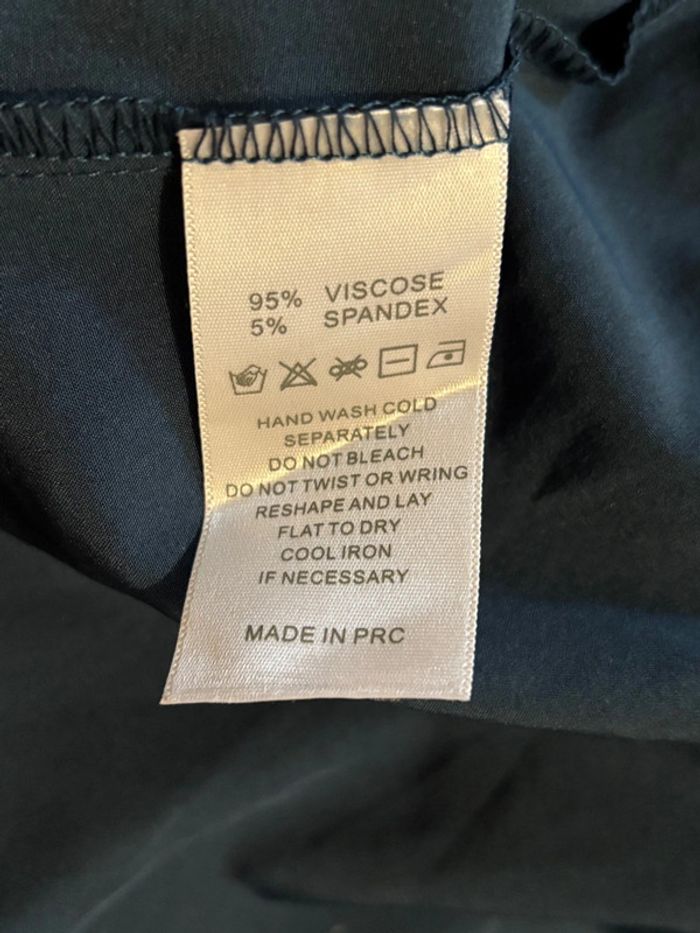 95% VISCOSE
5% SPANDEX
HAND WASH COLD
SEPARATELY
DO NOT BLEACH
DO NOT TWIST OR WRING
RESHAPE AND LAY
FLAT TO DRY
COOL IRON
IF NECESSARY
MADE IN PRC